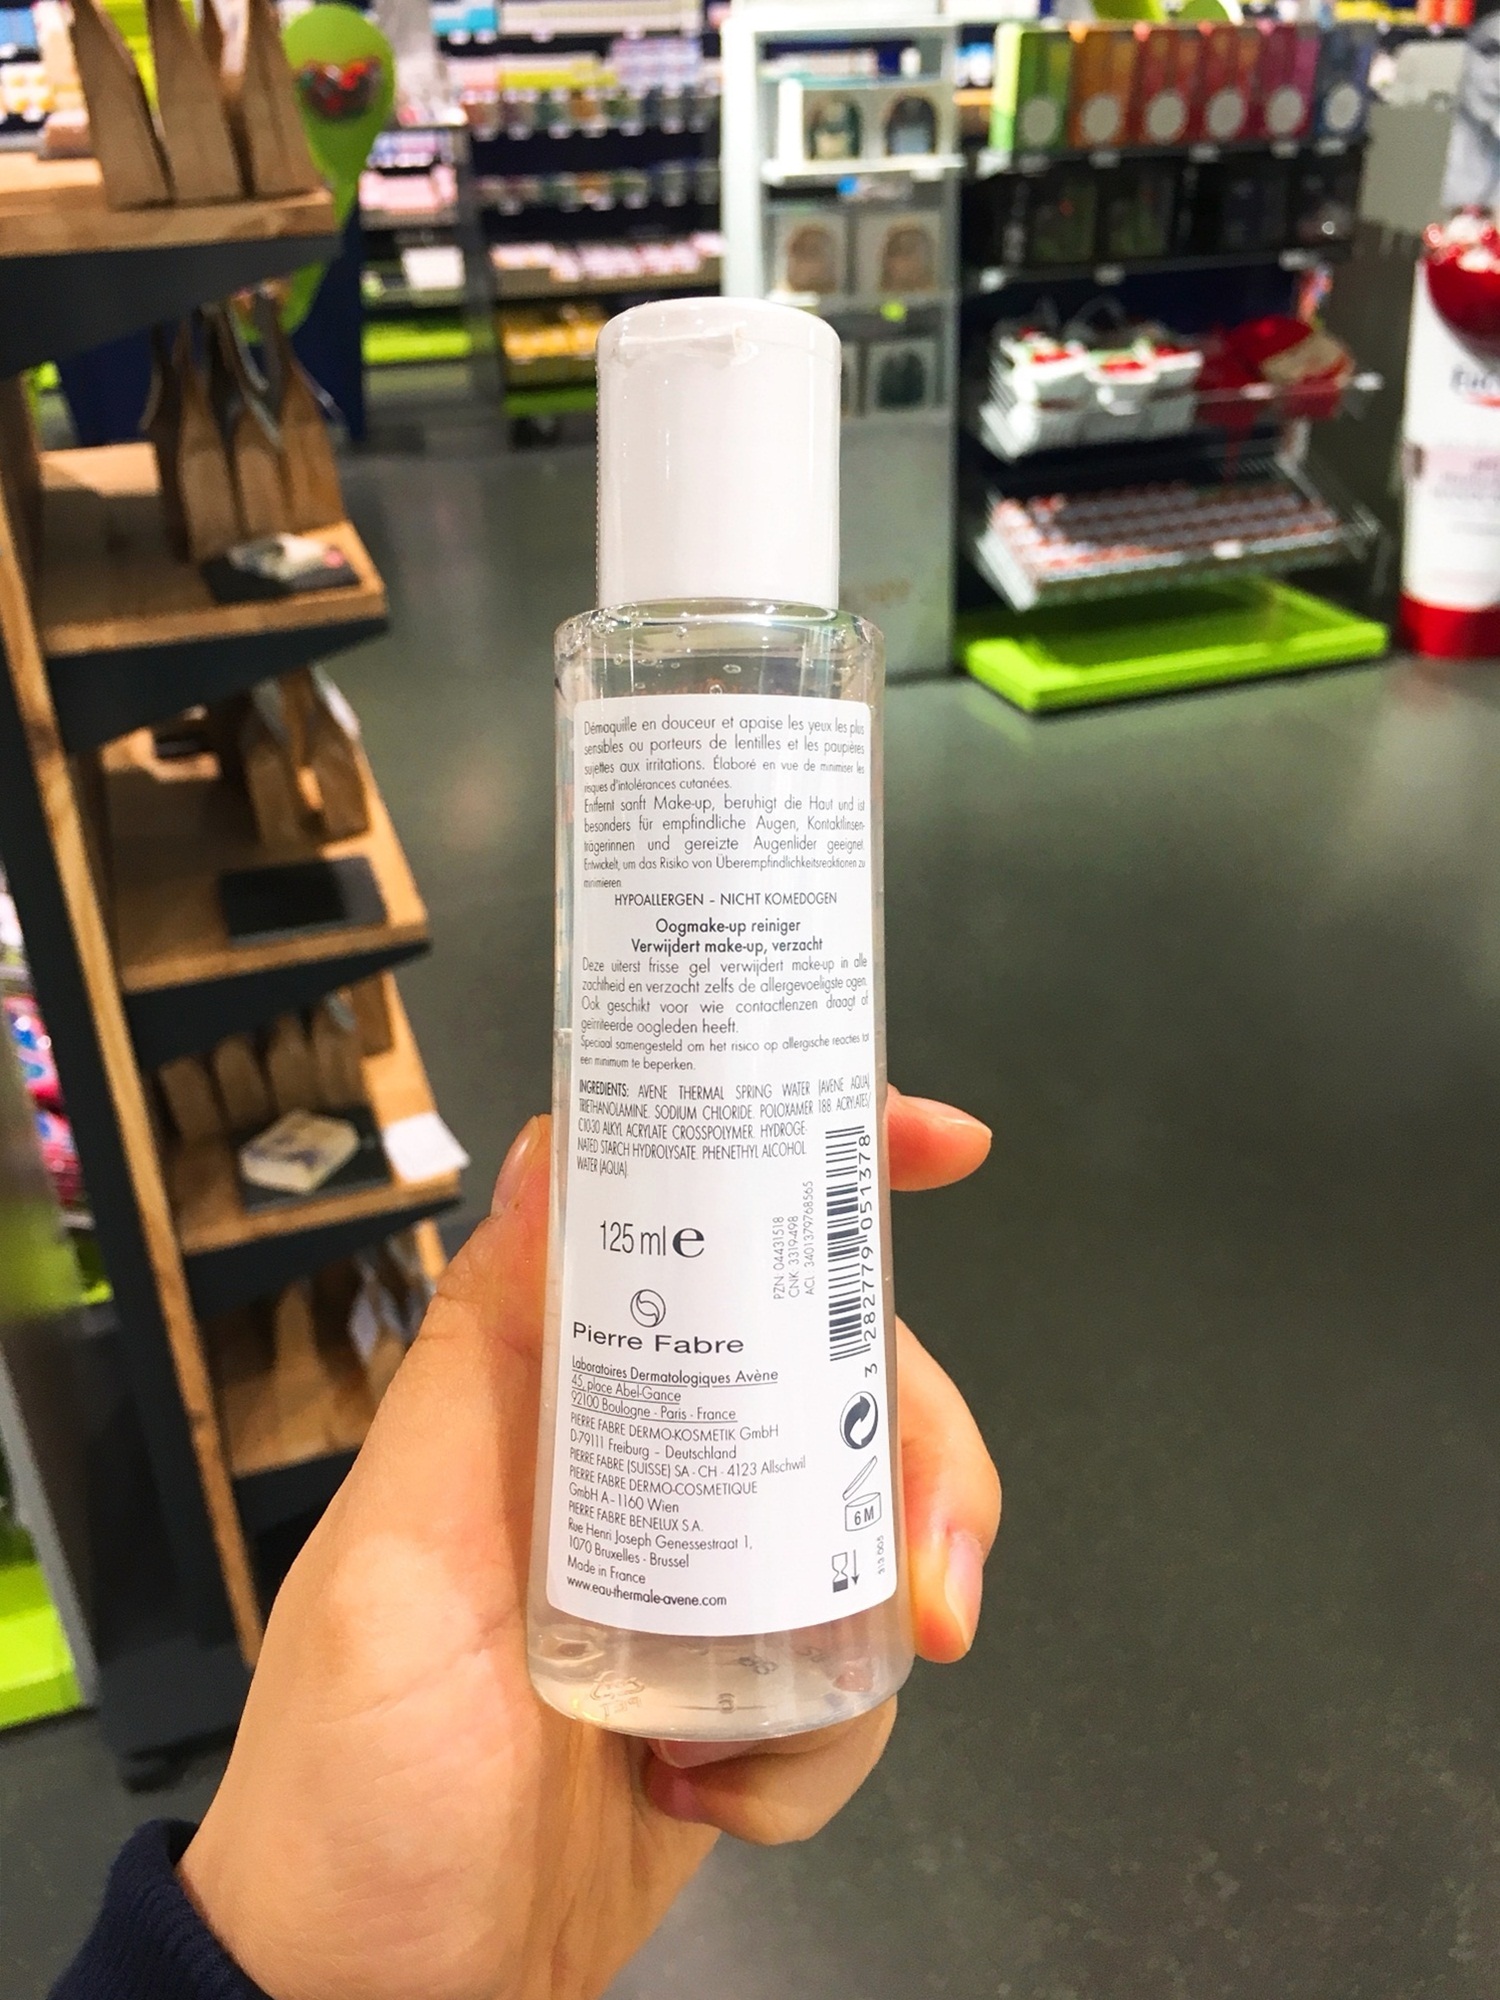 Démaquille en douceur et apaise les yeux les plus
sensibles ou porteurs de lentilles et les paupières
sujettes aux irritations. Élaboré en vue de minimiser les
risques d'intolérances cutanées.
Entfernt sanft Make-up, beruhigt die Haut und ist
besonders für empfindliche Augen, Kontaktlinsen-
trägerinnen und gereizte Augenlider geeignet.
Entwickelt, um das Risiko von Überempfindlichkeitsreaktionen zu
minimieren.
HYPOALLERGEN – NICHT KOMEDOGEN
Oogmake-up reiniger
Verwijdert make-up, verzacht
Deze uiterst frisse gel verwijdert make-up in alle
zachtheid en verzacht zelfs de allergevoeligste ogen.
Ook geschikt voor wie contactlenzen draagt of
geïrriteerde oogleden heeft.
Speciaal samengesteld om het risico op allergische reacties tot
een minimum te beperken.
INGREDIENTS: AVENE THERMAL SPRING WATER (AVENE AQUA).
TRIETHANOLAMINE. SODIUM CHLORIDE. POLOXAMER 188. ACRYLATES/
C10-30 ALKYL ACRYLATE CROSSPOLYMER. HYDROGE-
NATED STARCH HYDROLYSATE. PHENETHYL ALCOHOL.
WATER (AQUA).
125 ml e
PZN: 04431518
CNK: 3319-498
ACL: 3401379768565
3 282779 051378
Pierre Fabre
Laboratoires Dermatologiques Avène
45, place Abel-Gance
92100 Boulogne - Paris - France
PIERRE FABRE DERMO-KOSMETIK GmbH
D-79111 Freiburg – Deutschland
PIERRE FABRE (SUISSE) SA - CH - 4123 Allschwil
PIERRE FABRE DERMO-COSMETIQUE
GmbH A-1160 Wien
PIERRE FABRE BENELUX S.A.
Rue Henri Joseph Genessestraat 1,
1070 Bruxelles - Brussel
Made in France
www.eau-thermale-avene.com
6 M
313 005